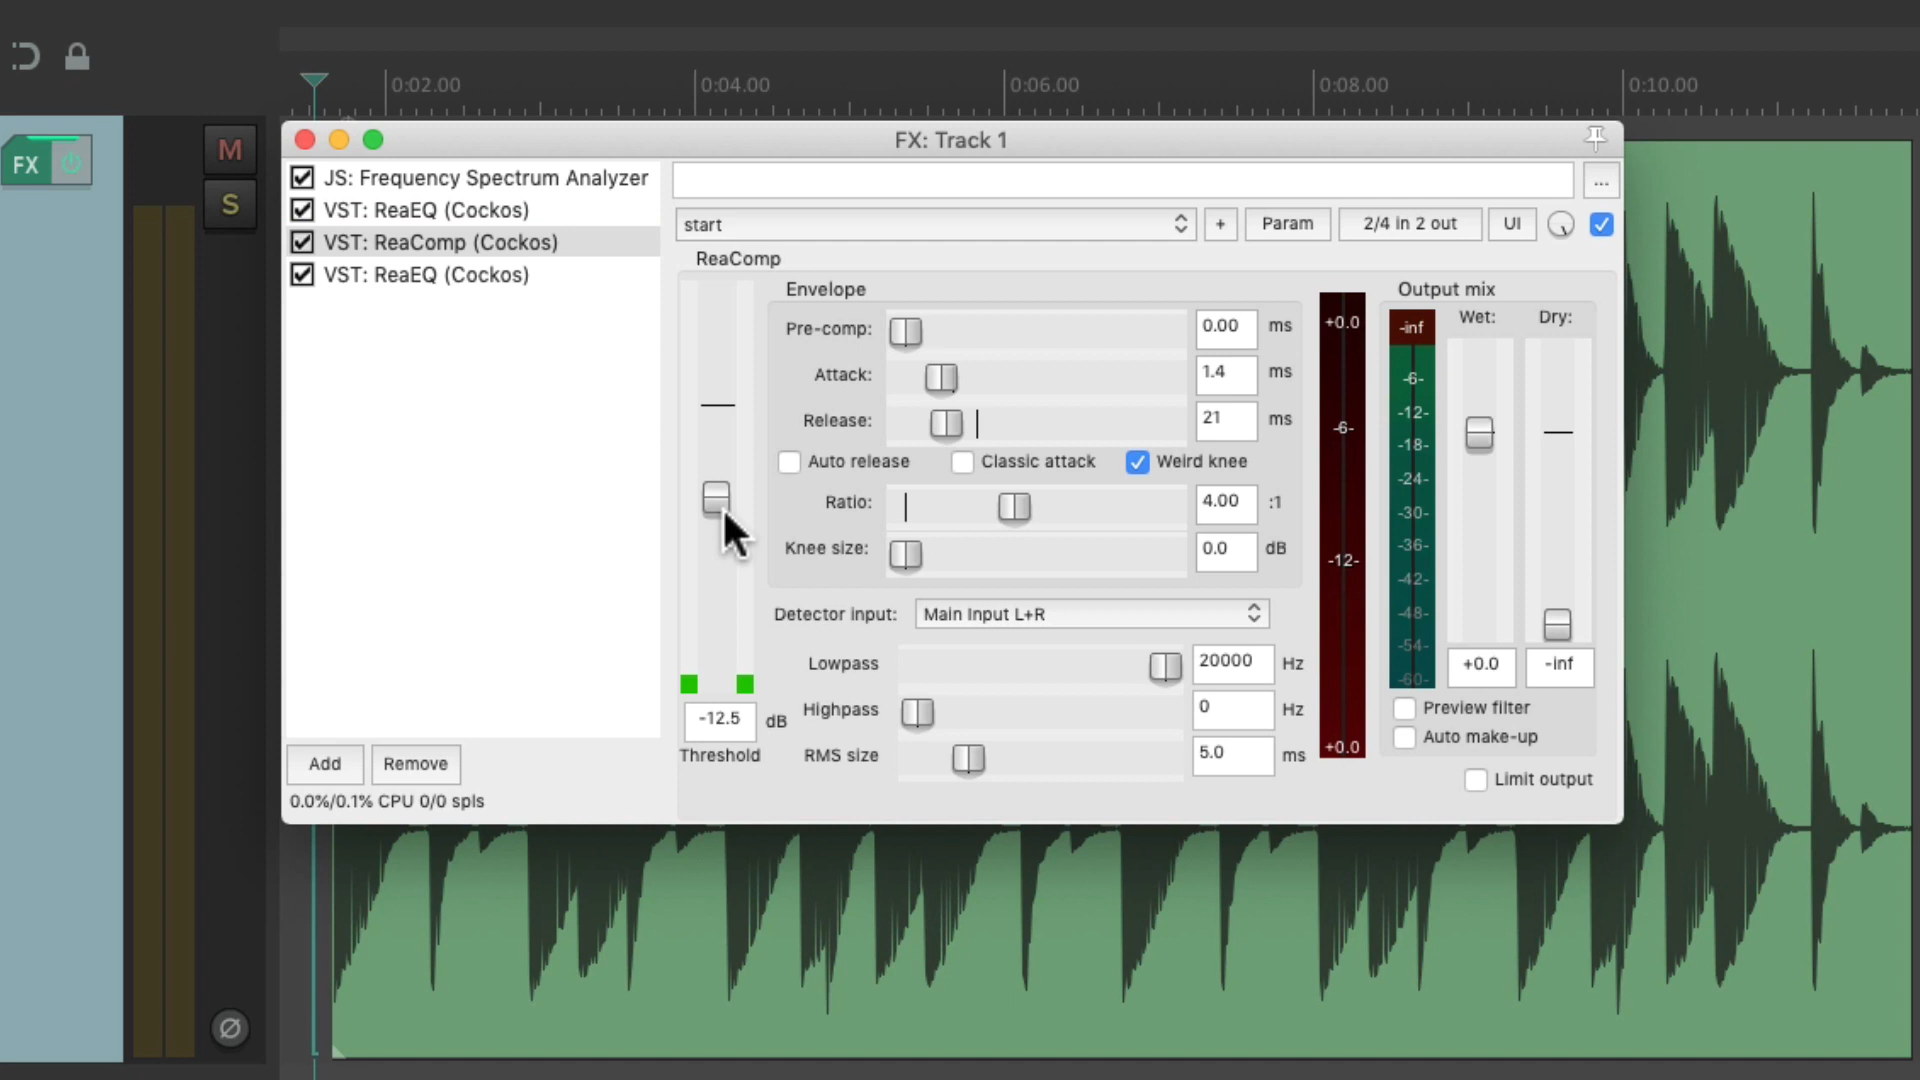 0:02.00 0:04.00 0:06.00 0:08.00 0:10.00
FX
M
S
FX: Track 1
JS: Frequency Spectrum Analyzer
VST: ReaEQ (Cockos)
VST: ReaComp (Cockos)
VST: ReaEQ (Cockos)
Add Remove
0.0%/0.1% CPU 0/0 spls
...
start + Param 2/4 in 2 out UI
ReaComp
-12.5 dB
Threshold
Envelope
Pre-comp: 0.00 ms
Attack: 1.4 ms
Release: 21 ms
Auto release Classic attack Weird knee
Ratio: 4.00 :1
Knee size: 0.0 dB
Detector input: Main Input L+R
Lowpass 20000 Hz
Highpass 0 Hz
RMS size 5.0 ms
+0.0
-6-
-12-
+0.0
Output mix
Wet: Dry:
-inf
-6-
-12-
-18-
-24-
-30-
-36-
-42-
-48-
-54-
-60-
+0.0 -inf
Preview filter
Auto make-up
Limit output